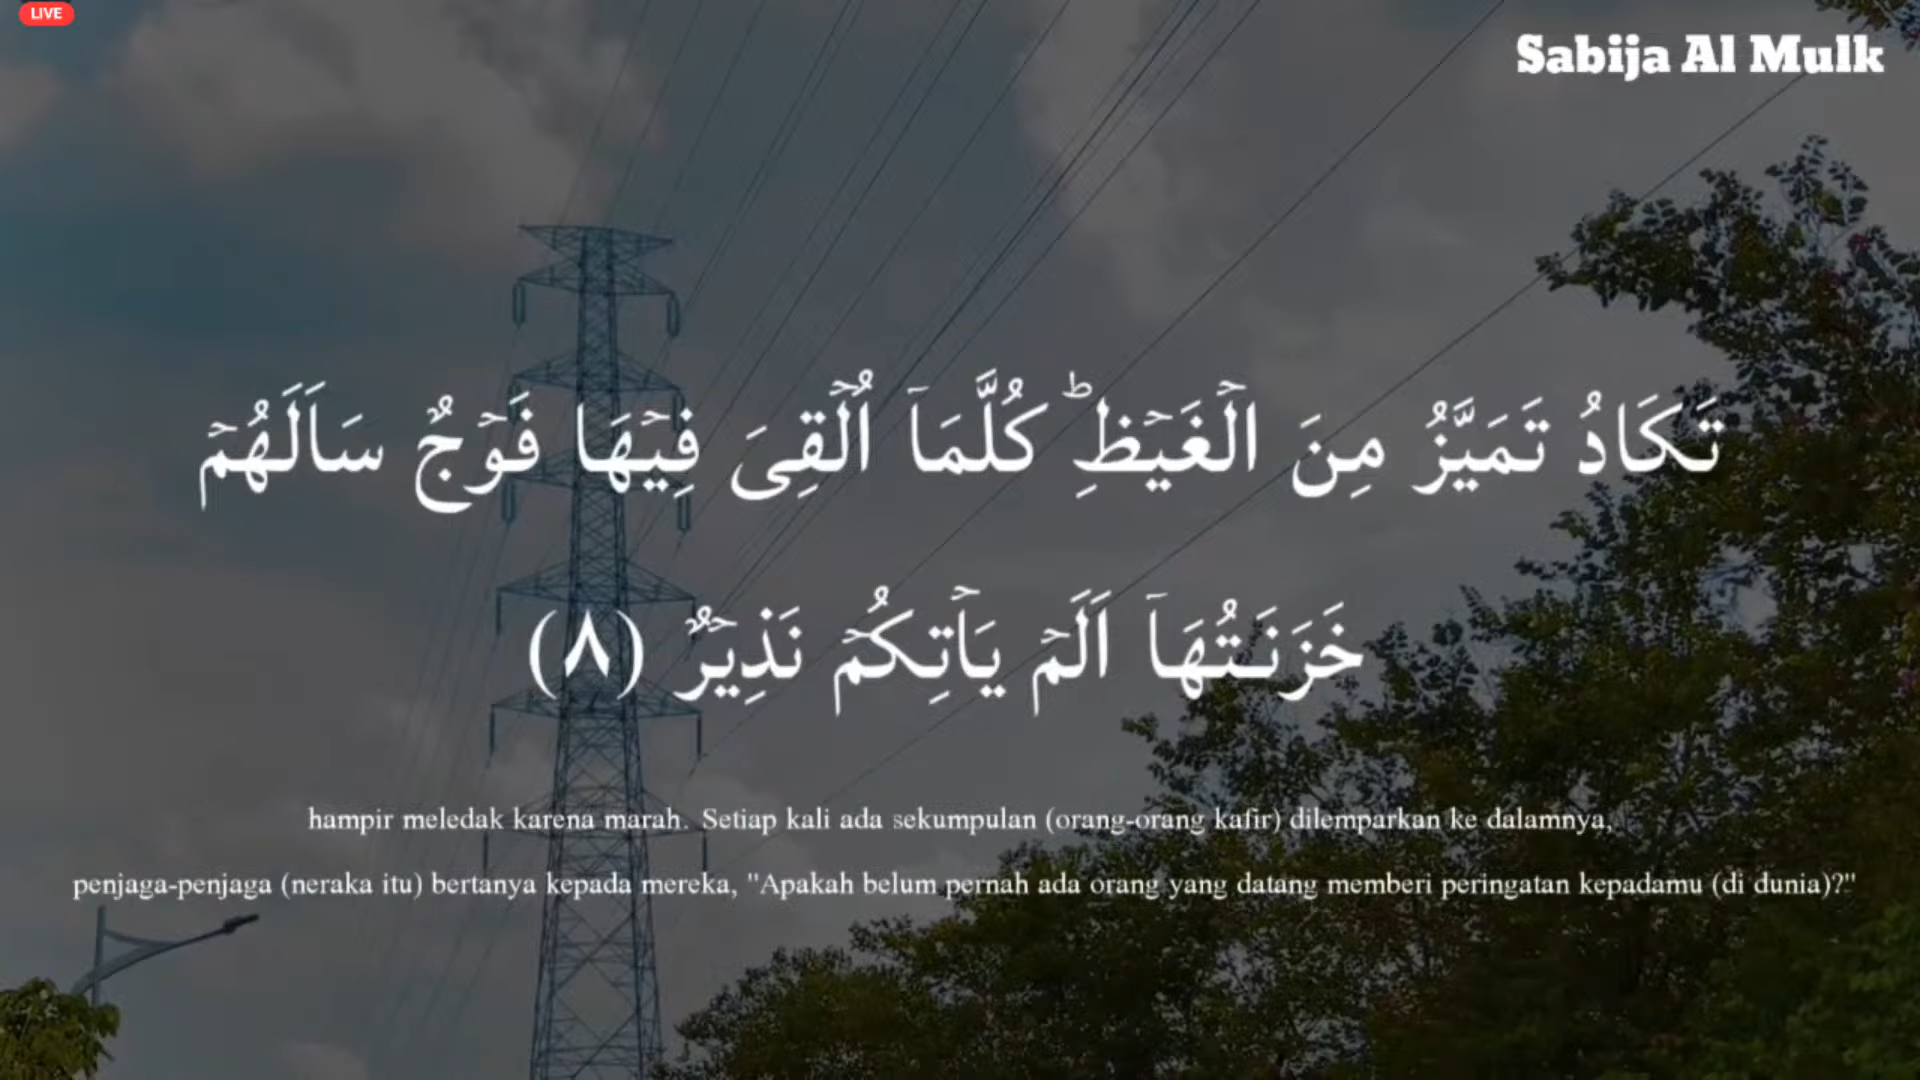 LIVE
Sabija Al Mulk
تَكَادُ تَمَيَّزُ مِنَ الۡغَيۡظِ‌ؕ كُلَّمَاۤ اُلۡقِىَ فِيۡهَا فَوۡجٌ سَاَلَهُمۡ
خَزَنَـتُهَاۤ اَلَمۡ يَاۡتِكُمۡ نَذِيۡرٌ (٨)
hampir meledak karena marah. Setiap kali ada sekumpulan (orang-orang kafir) dilemparkan ke dalamnya,
penjaga-penjaga (neraka itu) bertanya kepada mereka, "Apakah belum pernah ada orang yang datang memberi peringatan kepadamu (di dunia)?"